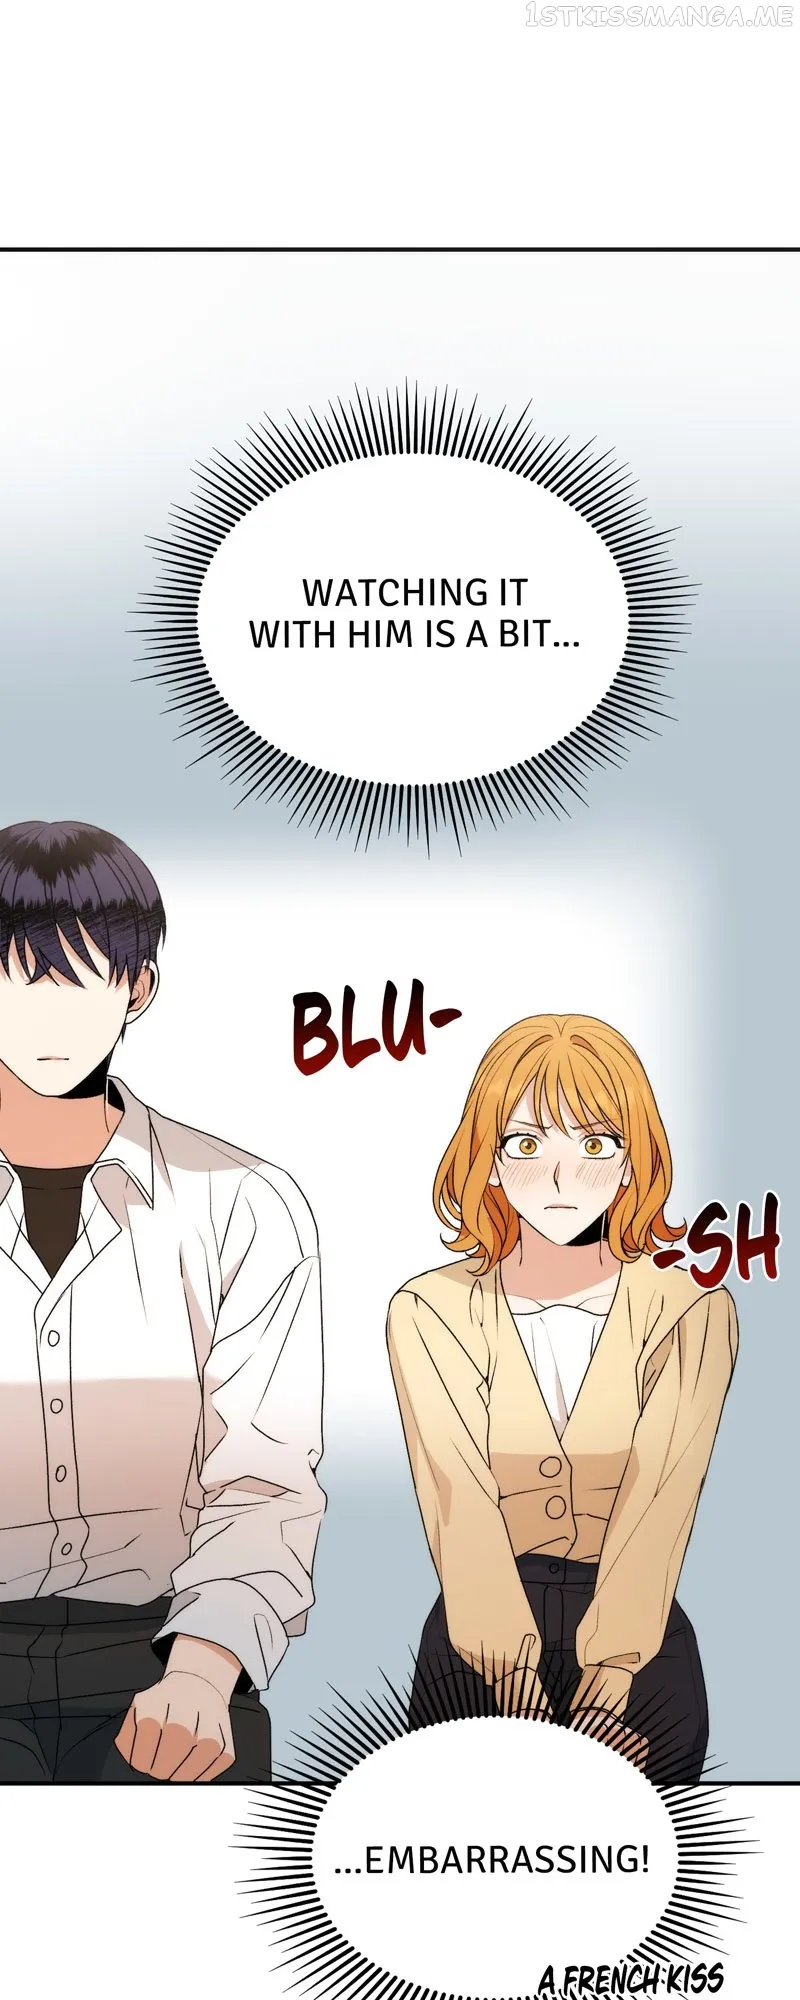 1STKISSMANGA.ME
WATCHING IT
WITH HIM IS A BIT...
BLU-
-SH
...EMBARRASSING!
A FRENCH KISS